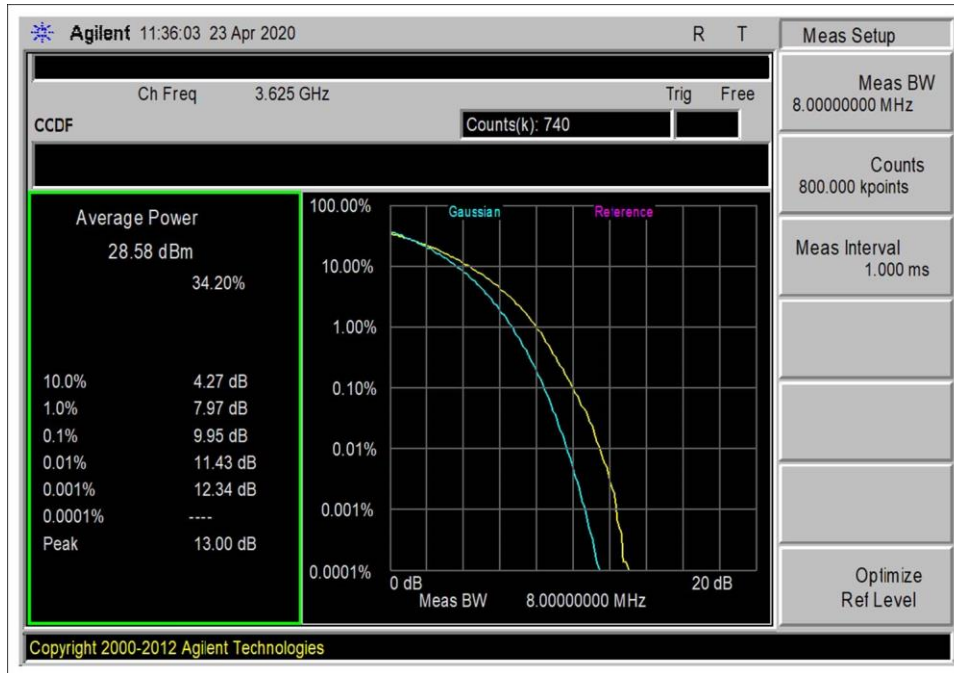 Agilent 11:36:03 23 Apr 2020 R T
Meas Setup
Ch Freq 3.625 GHz Trig Free
CCDF Counts(k): 740
Average Power
28.58 dBm
34.20%
10.0% 4.27 dB
1.0% 7.97 dB
0.1% 9.95 dB
0.01% 11.43 dB
0.001% 12.34 dB
0.0001% ----
Peak 13.00 dB
Gaussian Reference
100.00%
10.00%
1.00%
0.10%
0.01%
0.001%
0.0001%
0 dB 20 dB
Meas BW 8.00000000 MHz
Meas BW
8.00000000 MHz
Counts
800.000 kpoints
Meas Interval
1.000 ms
Optimize
Ref Level
Copyright 2000-2012 Agilent Technologies